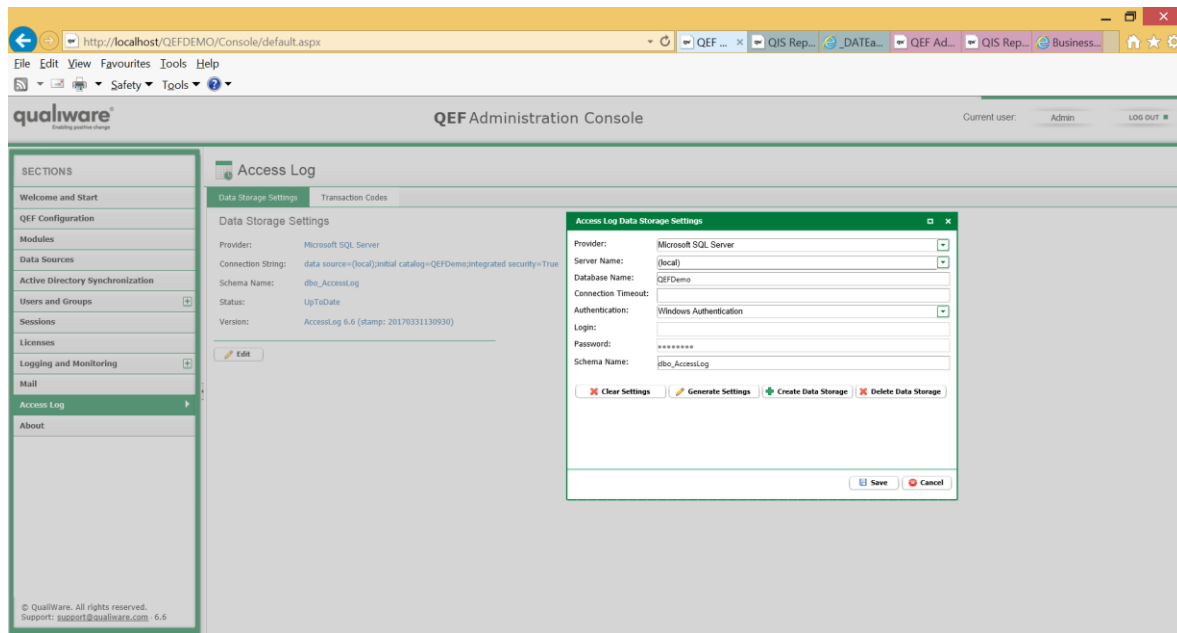 http://localhost/QEFDEMO/Console/default.aspx
QEF ...
QIS Rep...
_DATEa...
QEF Ad...
QIS Rep...
Business...
File Edit View Favourites Tools Help
Safety Tools
qualiware®
Enabling positive change
QEF Administration Console
Current user: Admin LOG OUT
SECTIONS
Welcome and Start
QEF Configuration
Modules
Data Sources
Active Directory Synchronization
Users and Groups
Sessions
Licenses
Logging and Monitoring
Mail
Access Log
About
© QualiWare. All rights reserved.
Support: support@qualiware.com - 6.6
Access Log
Data Storage Settings Transaction Codes
Data Storage Settings
Provider: Microsoft SQL Server
Connection String: data source=(local);initial catalog=QEFDemo;integrated security=True
Schema Name: dbo_AccessLog
Status: UpToDate
Version: AccessLog 6.6 (stamp: 20170331139930)
Edit
Access Log Data Storage Settings
Provider: Microsoft SQL Server
Server Name: (local)
Database Name: QEFDemo
Connection Timeout:
Authentication: Windows Authentication
Login:
Password: ********
Schema Name: dbo_AccessLog
Clear Settings Generate Settings Create Data Storage Delete Data Storage
Save Cancel